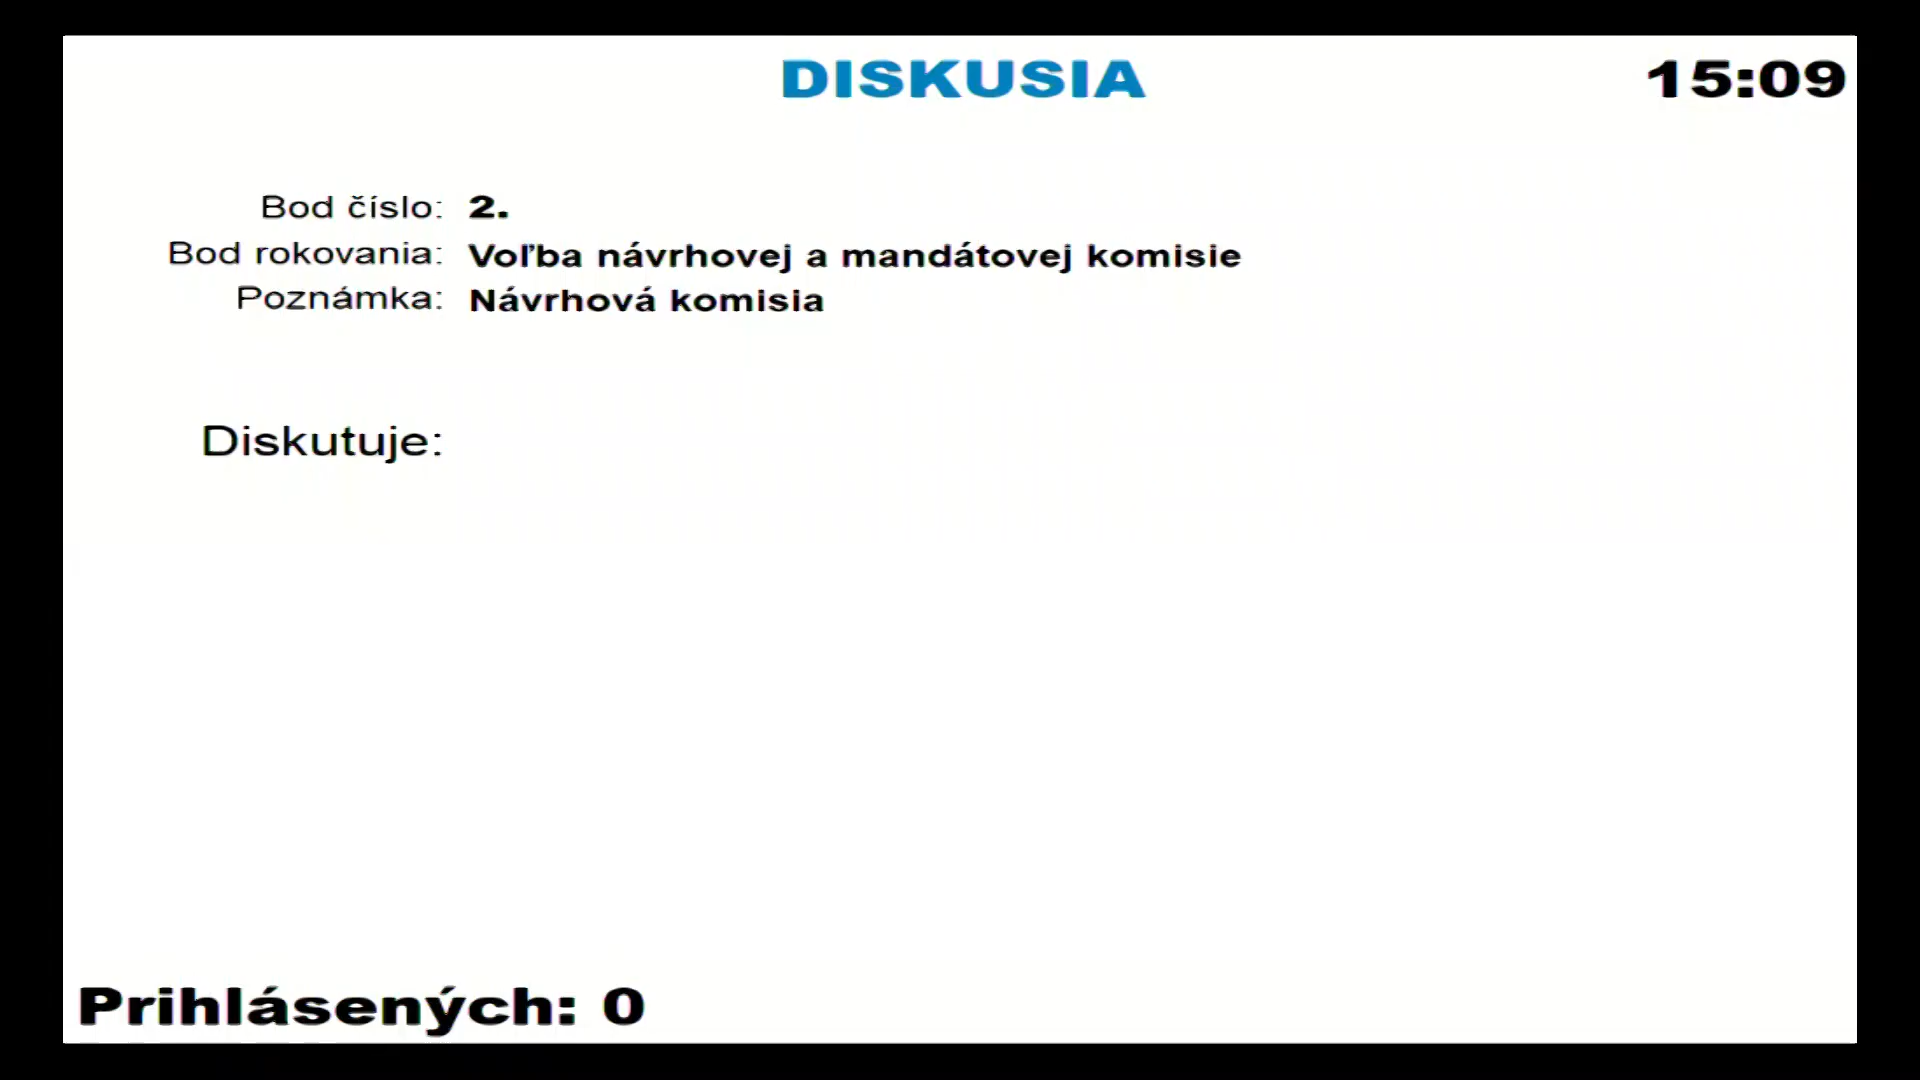 DISKUSIA
15:09
Bod číslo: 2.
Bod rokovania: Voľba návrhovej a mandátovej komisie
Poznámka: Návrhová komisia
Diskutuje:
Prihlásených: 0